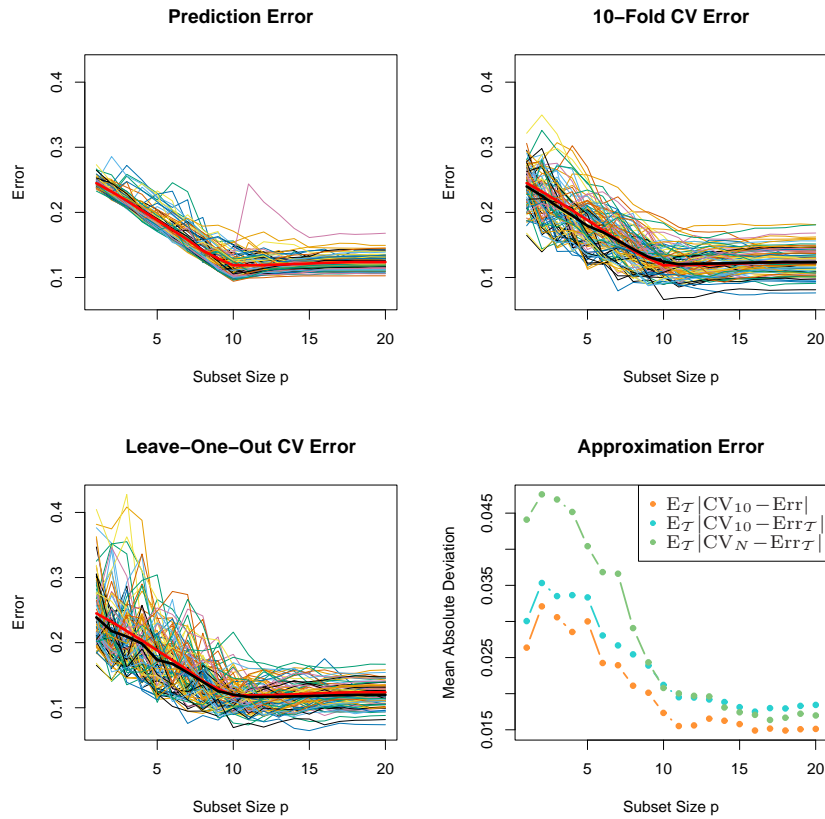 Prediction Error
Error
0.1 0.2 0.3 0.4
5 10 15 20
Subset Size p
10−Fold CV Error
Error
0.1 0.2 0.3 0.4
5 10 15 20
Subset Size p
Leave−One−Out CV Error
Error
0.1 0.2 0.3 0.4
5 10 15 20
Subset Size p
Approximation Error
Mean Absolute Deviation
0.015 0.025 0.035 0.045
E𝒯|CV₁₀−Err|
E𝒯|CV₁₀−Err𝒯|
E𝒯|CV_N−Err𝒯|
5 10 15 20
Subset Size p